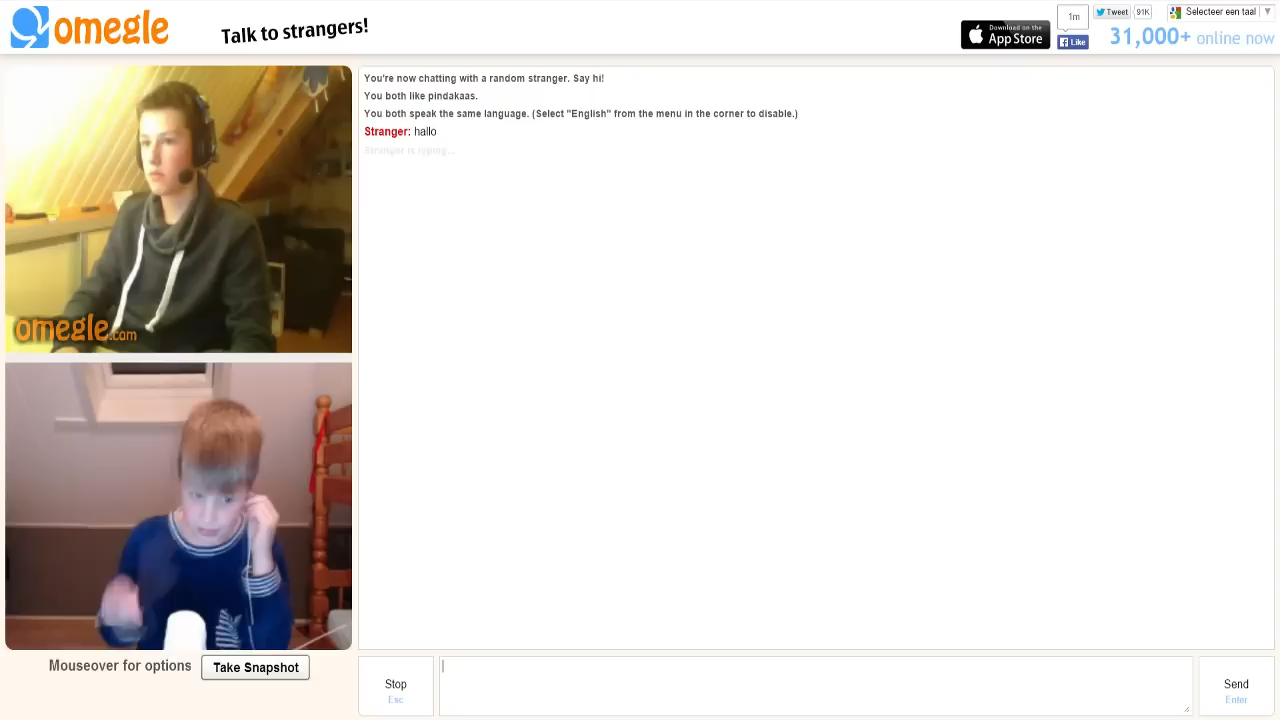 omegle
Talk to strangers!
Download on the
App Store
1m
Like
Tweet
91K
Selecteer een taal
31,000+ online now
You're now chatting with a random stranger. Say hi!
You both like pindakaas.
You both speak the same language. (Select "English" from the menu in the corner to disable.)
Stranger: hallo
Stranger is typing...
omegle.com
Mouseover for options
Take Snapshot
Stop
Esc
Send
Enter